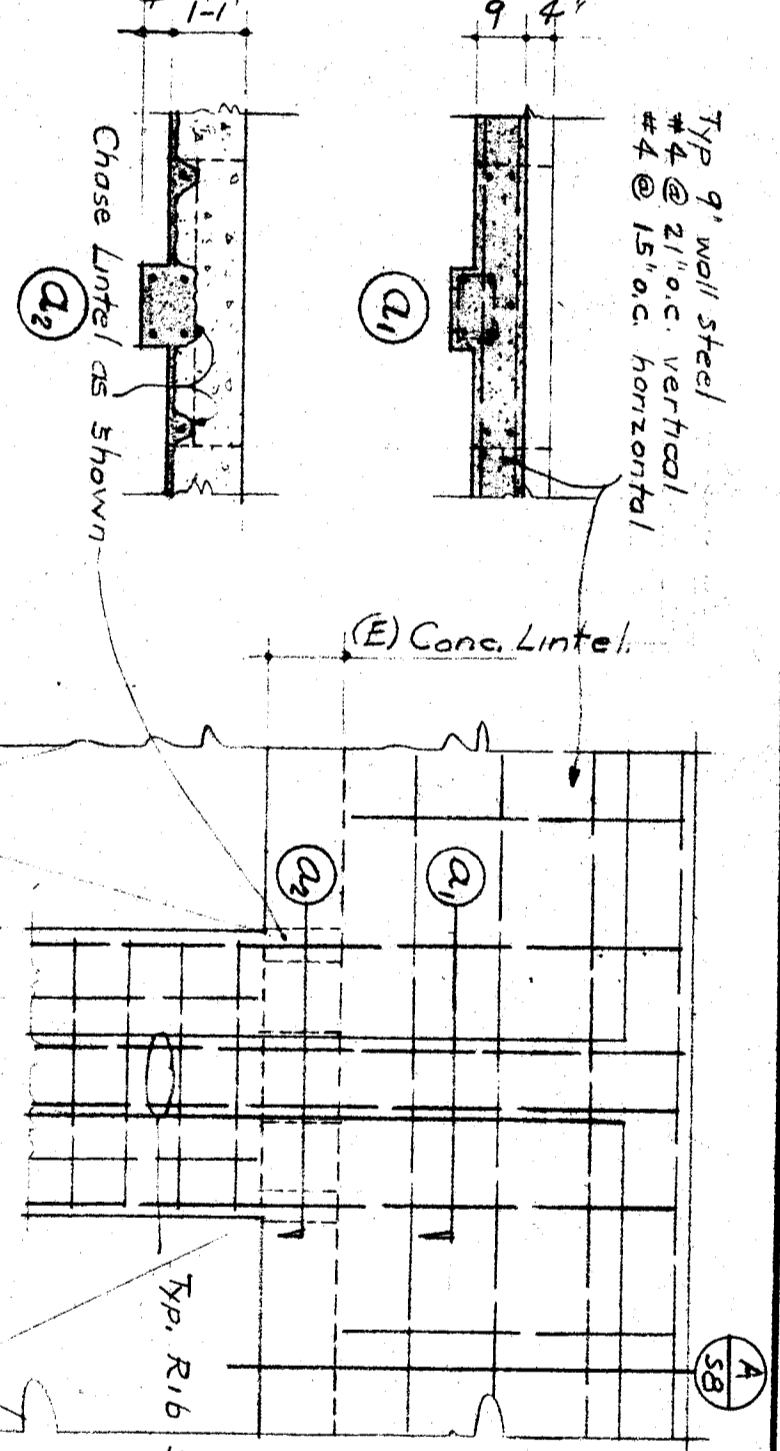 1-1"
9 4"
Typ 9" wall steel
#4 @ 21" o.c. vertical
#4 @ 15" o.c. horizontal
a1
Chase Lintel as shown
a2
(E) Conc. Lintel.
a2
a1
Typ. Rib
A
S8